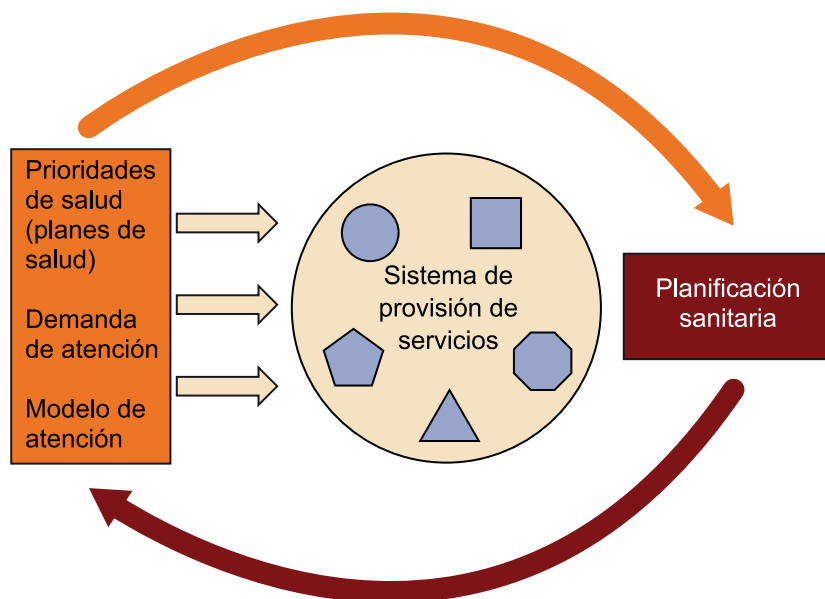 Prioridades
de salud
(planes de
salud)
Demanda
de atención
Modelo de
atención
Sistema de
provisión de
servicios
Planificación
sanitaria